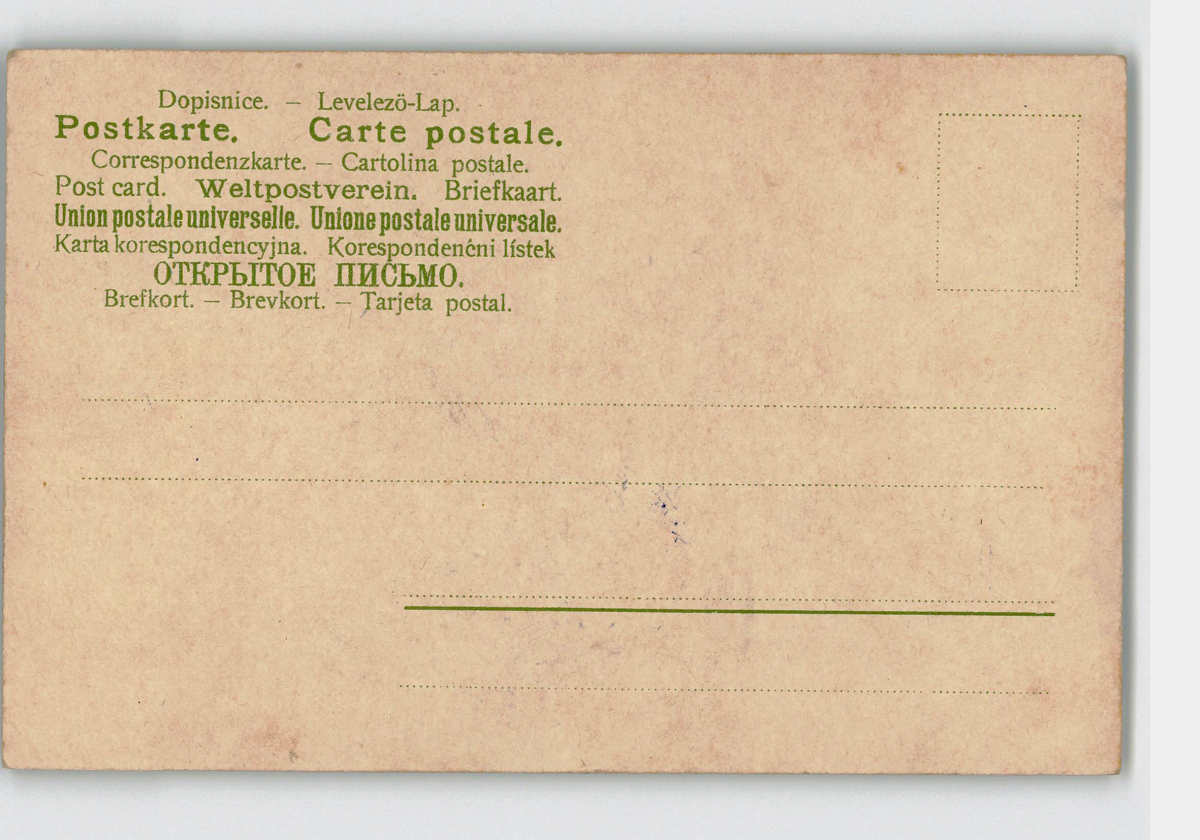 Dopisnice. — Levelezö-Lap.
Postkarte. Carte postale.
Correspondenzkarte. — Cartolina postale.
Post card. Weltpostverein. Briefkaart.
Union postale universelle. Unione postale universale.
Karta korespondencyjna. Korespondenčni lístek
ОТКРЫТОЕ ПИСЬМО.
Brefkort. — Brevkort. — Tarjeta postal.